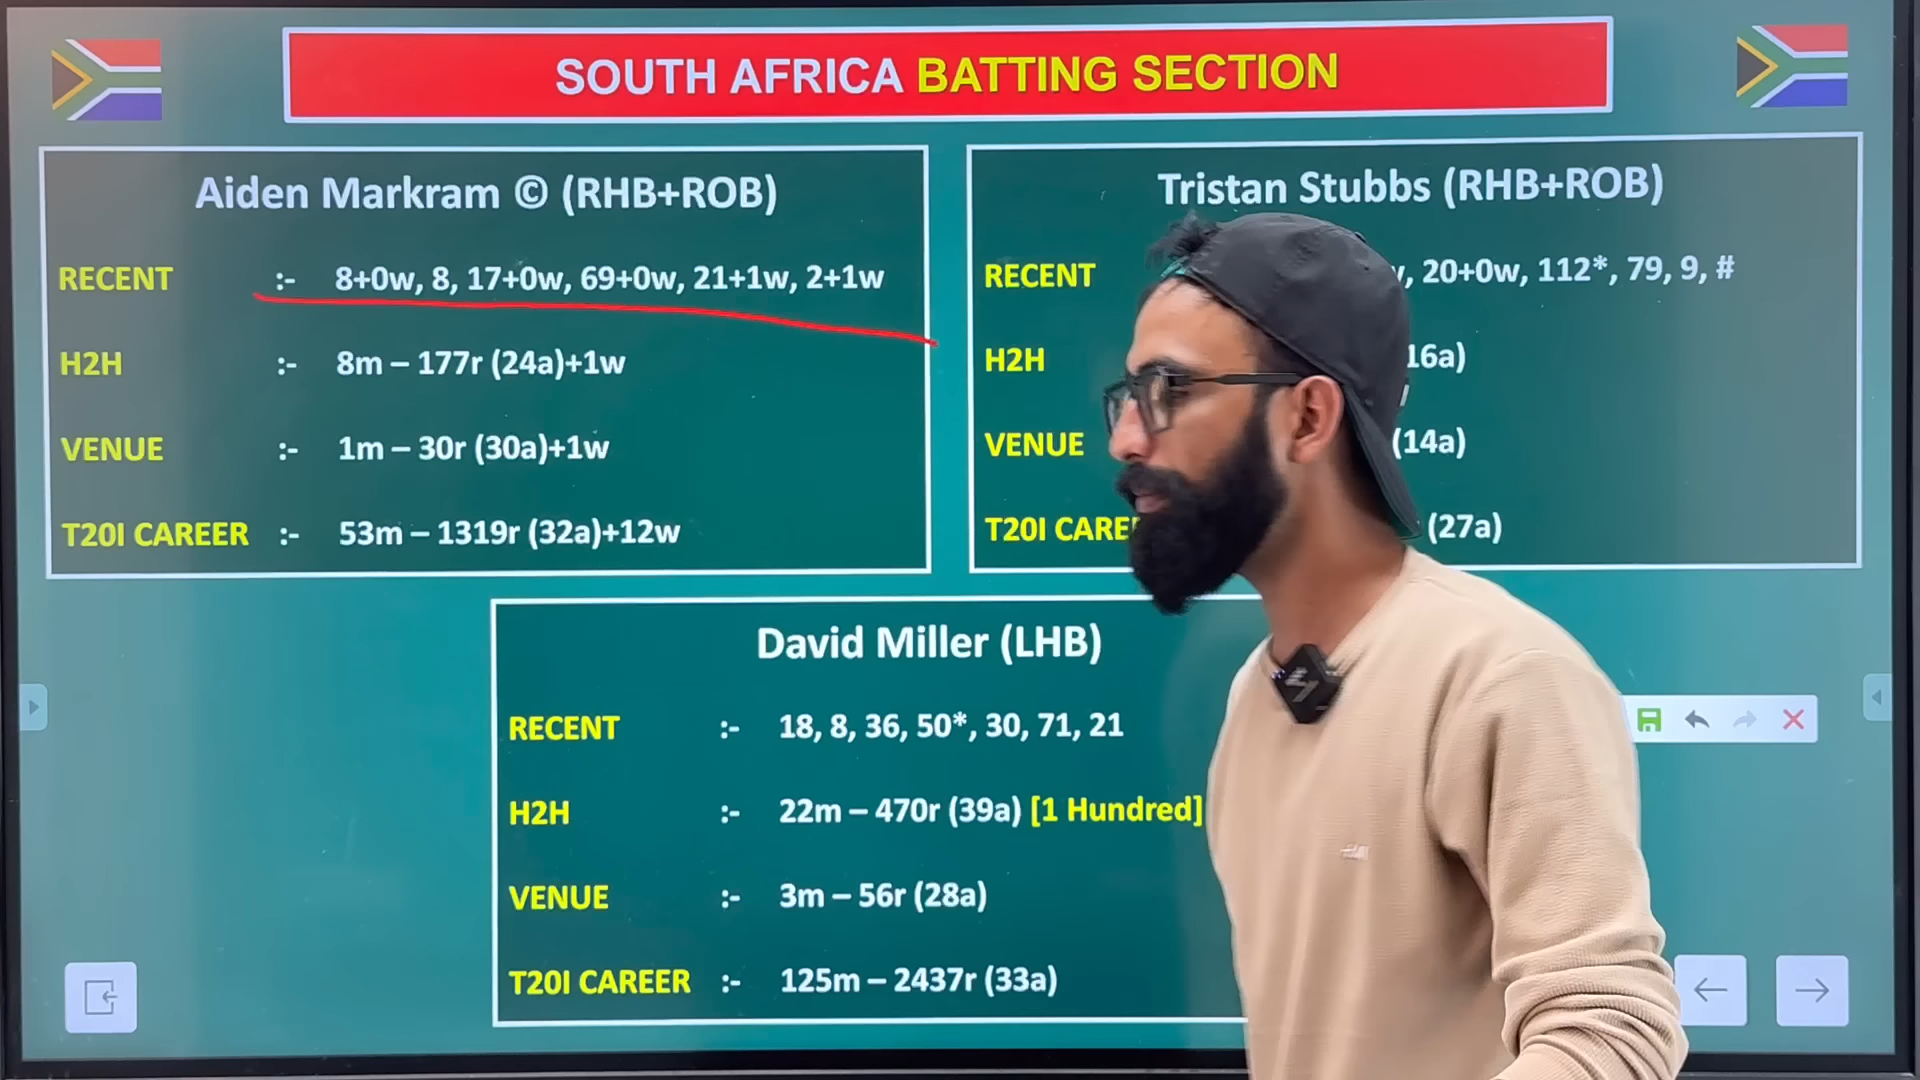 SOUTH AFRICA BATTING SECTION
Aiden Markram © (RHB+ROB)
RECENT :- 8+0w, 8, 17+0w, 69+0w, 21+1w, 2+1w
H2H :- 8m – 177r (24a)+1w
VENUE :- 1m – 30r (30a)+1w
T20I CAREER :- 53m – 1319r (32a)+12w
Tristan Stubbs (RHB+ROB)
RECENT , 20+0w, 112*, 79, 9, #
H2H 16a)
VENUE (14a)
T20I (27a)
David Miller (LHB)
RECENT :- 18, 8, 36, 50*, 30, 71, 21
H2H :- 22m – 470r (39a) [1 Hundred]
VENUE :- 3m – 56r (28a)
T20I CAREER :- 125m – 2437r (33a)